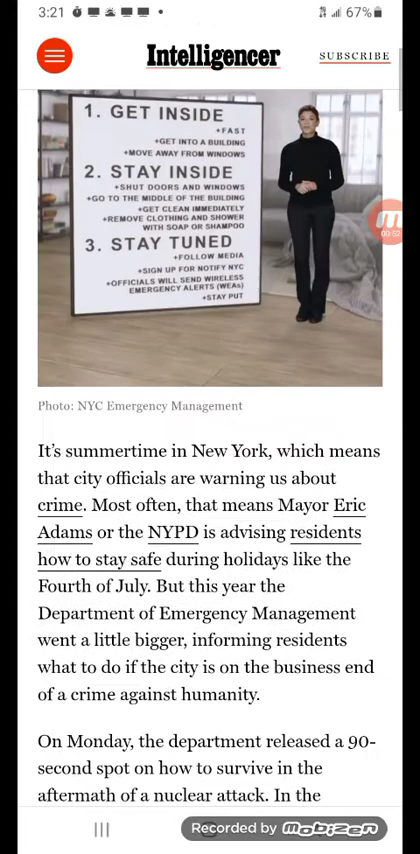 3:21
67%
Intelligencer
SUBSCRIBE
1. GET INSIDE
+FAST
+GET INTO A BUILDING
+MOVE AWAY FROM WINDOWS
2. STAY INSIDE
+SHUT DOORS AND WINDOWS
+GO TO THE MIDDLE OF THE BUILDING
+GET CLEAN IMMEDIATELY
+REMOVE CLOTHING AND SHOWER
WITH SOAP OR SHAMPOO
3. STAY TUNED
+FOLLOW MEDIA
+SIGN UP FOR NOTIFY NYC
+OFFICIALS WILL SEND WIRELESS
EMERGENCY ALERTS (WEAs)
+STAY PUT
00:52
Photo: NYC Emergency Management
It’s summertime in New York, which means
that city officials are warning us about
crime. Most often, that means Mayor Eric
Adams or the NYPD is advising residents
how to stay safe during holidays like the
Fourth of July. But this year the
Department of Emergency Management
went a little bigger, informing residents
what to do if the city is on the business end
of a crime against humanity.
On Monday, the department released a 90-
second spot on how to survive in the
aftermath of a nuclear attack. In the
Recorded by mobizen